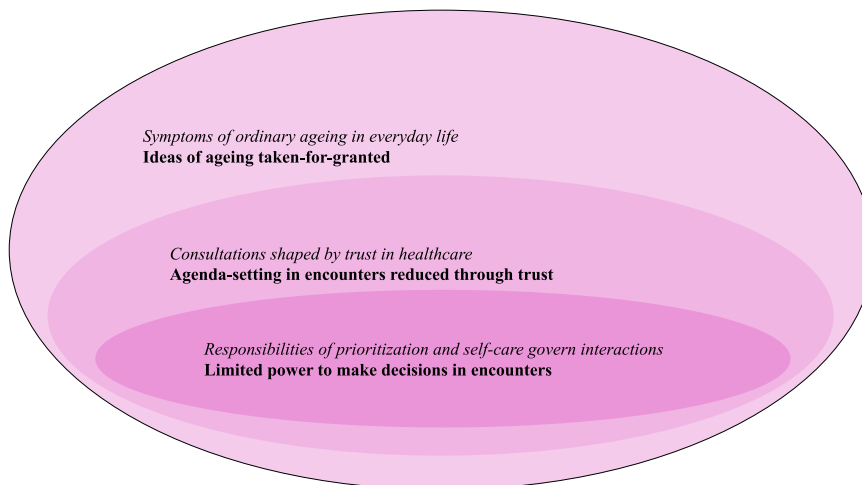 Symptoms of ordinary ageing in everyday life
Ideas of ageing taken-for-granted
Consultations shaped by trust in healthcare
Agenda-setting in encounters reduced through trust
Responsibilities of prioritization and self-care govern interactions
Limited power to make decisions in encounters